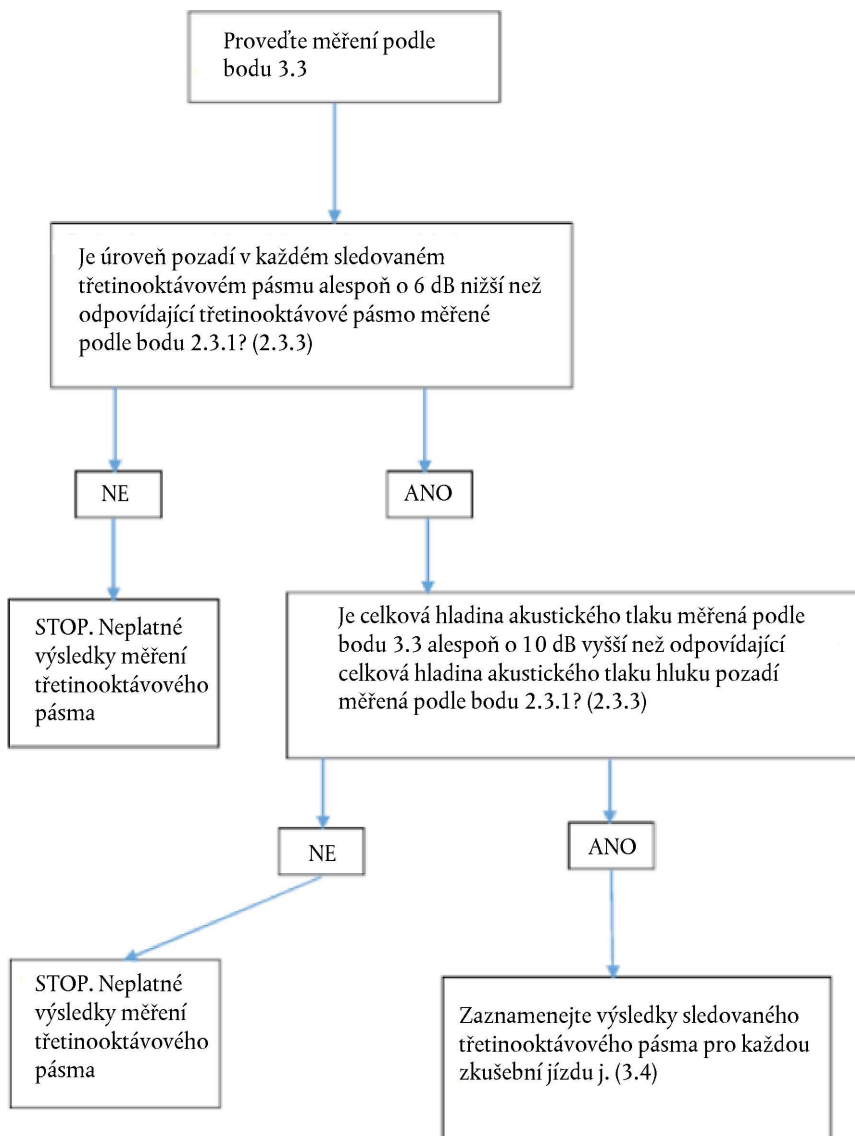 Proveďte měření podle
bodu 3.3
Je úroveň pozadí v každém sledovaném
třetinooktávovém pásmu alespoň o 6 dB nižší než
odpovídající třetinooktávové pásmo měřené
podle bodu 2.3.1? (2.3.3)
NE
ANO
STOP. Neplatné
výsledky měření
třetinooktávového
pásma
Je celková hladina akustického tlaku měřená podle
bodu 3.3 alespoň o 10 dB vyšší než odpovídající
celková hladina akustického tlaku hluku pozadí
měřená podle bodu 2.3.1? (2.3.3)
NE
ANO
STOP. Neplatné
výsledky měření
třetinooktávového
pásma
Zaznamenejte výsledky sledovaného
třetinooktávového pásma pro každou
zkušební jízdu j. (3.4)